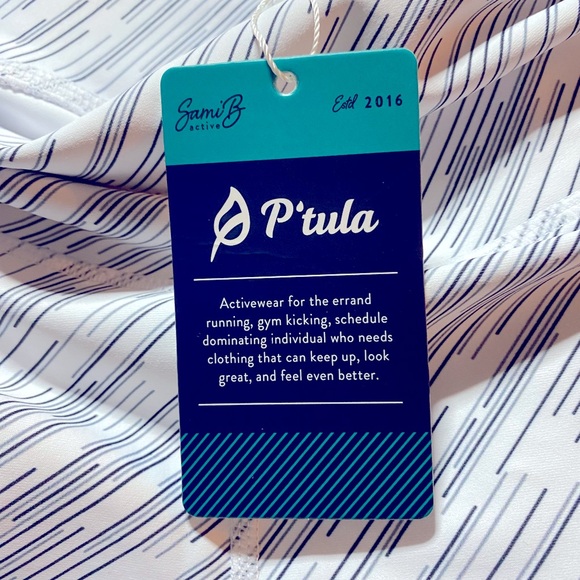 SamiB
active
Estd 2016
P'tula
Activewear for the errand
running, gym kicking, schedule
dominating individual who needs
clothing that can keep up, look
great, and feel even better.